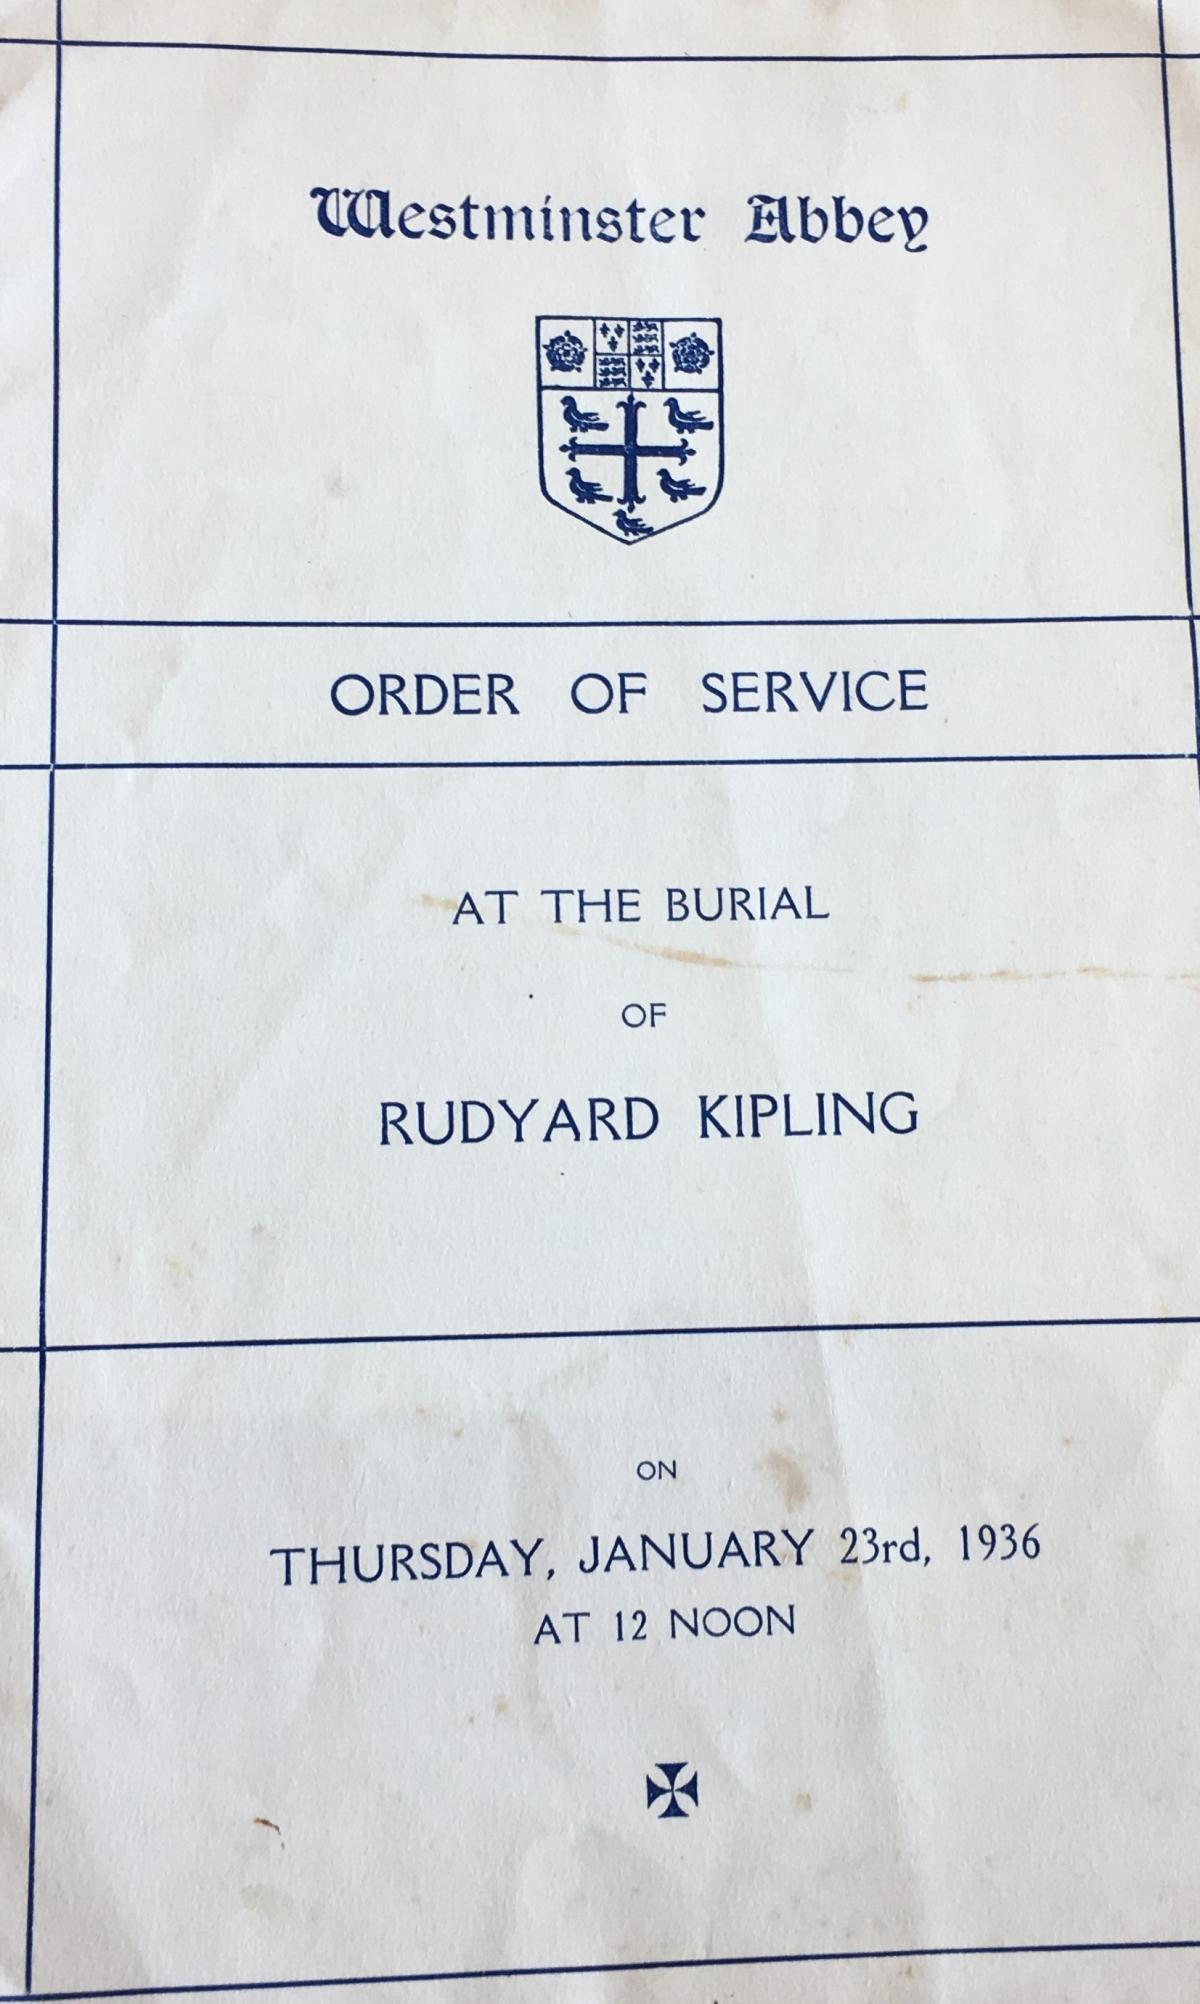 Westminster Abbey
ORDER OF SERVICE
AT THE BURIAL
OF
RUDYARD KIPLING
ON
THURSDAY, JANUARY 23rd, 1936
AT 12 NOON